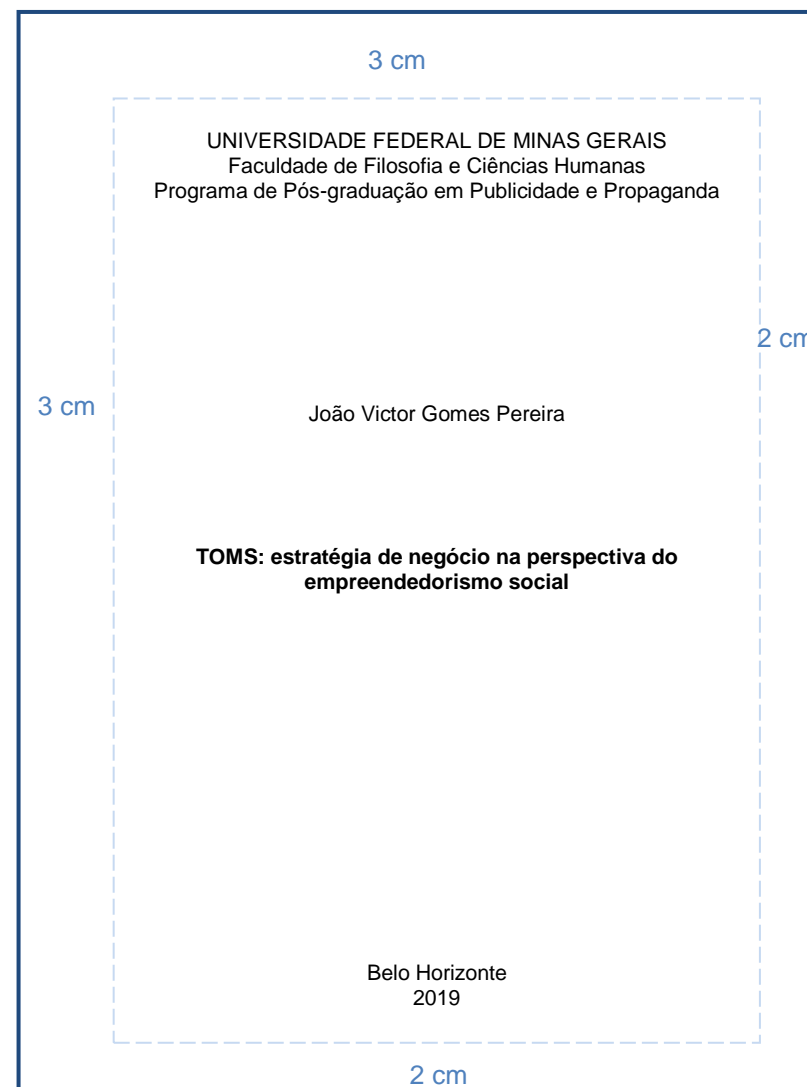 3 cm
UNIVERSIDADE FEDERAL DE MINAS GERAIS
Faculdade de Filosofia e Ciências Humanas
Programa de Pós-graduação em Publicidade e Propaganda
2 cm
3 cm
João Victor Gomes Pereira
TOMS: estratégia de negócio na perspectiva do
empreendedorismo social
Belo Horizonte
2019
2 cm